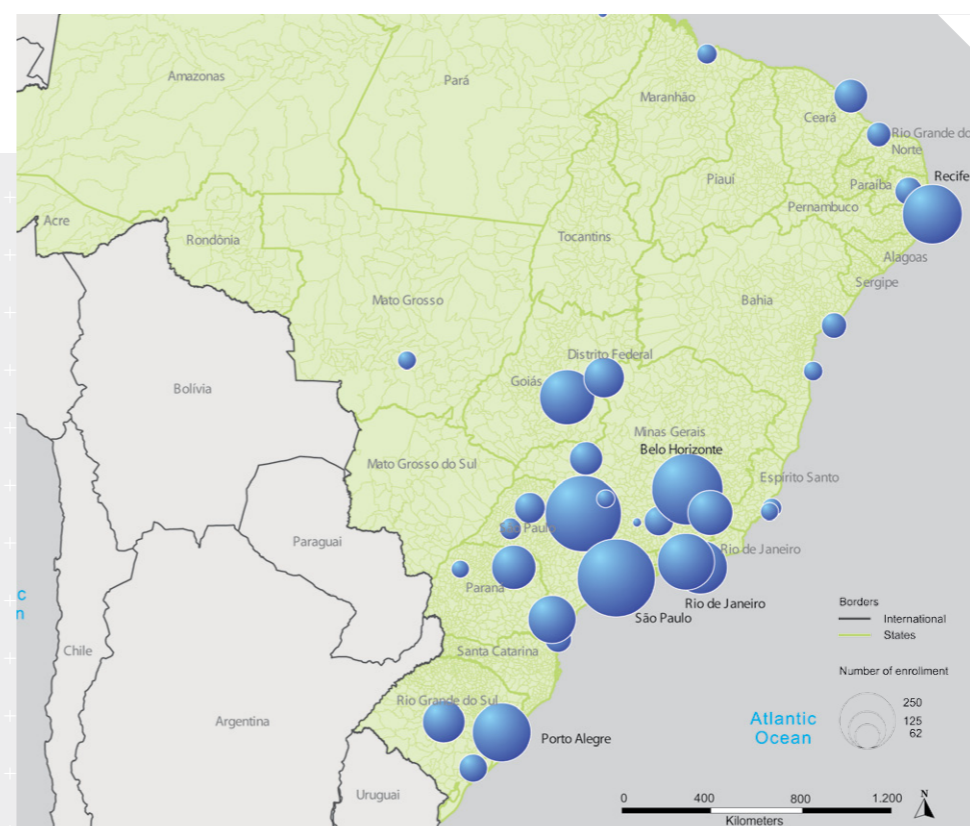 Amazonas
Pará
Maranhão
Ceará
Rio Grande do
Norte
Recife
Paraíba
Piauí
Pernambuco
Acre
Rondônia
Tocantins
Alagoas
Sergipe
Mato Grosso
Bahia
Distrito Federal
Goiás
Bolívia
Minas Gerais
Belo Horizonte
Mato Grosso do Sul
Espírito Santo
São Paulo
Paraguai
Rio de Janeiro
Paraná
Rio de Janeiro
São Paulo
c
n
Chile
Santa Catarina
Rio Grande do Sul
Argentina
Porto Alegre
Uruguai
Borders
International
States
Number of enrollment
250
125
62
Atlantic
Ocean
N
0 400 800 1.200
Kilometers